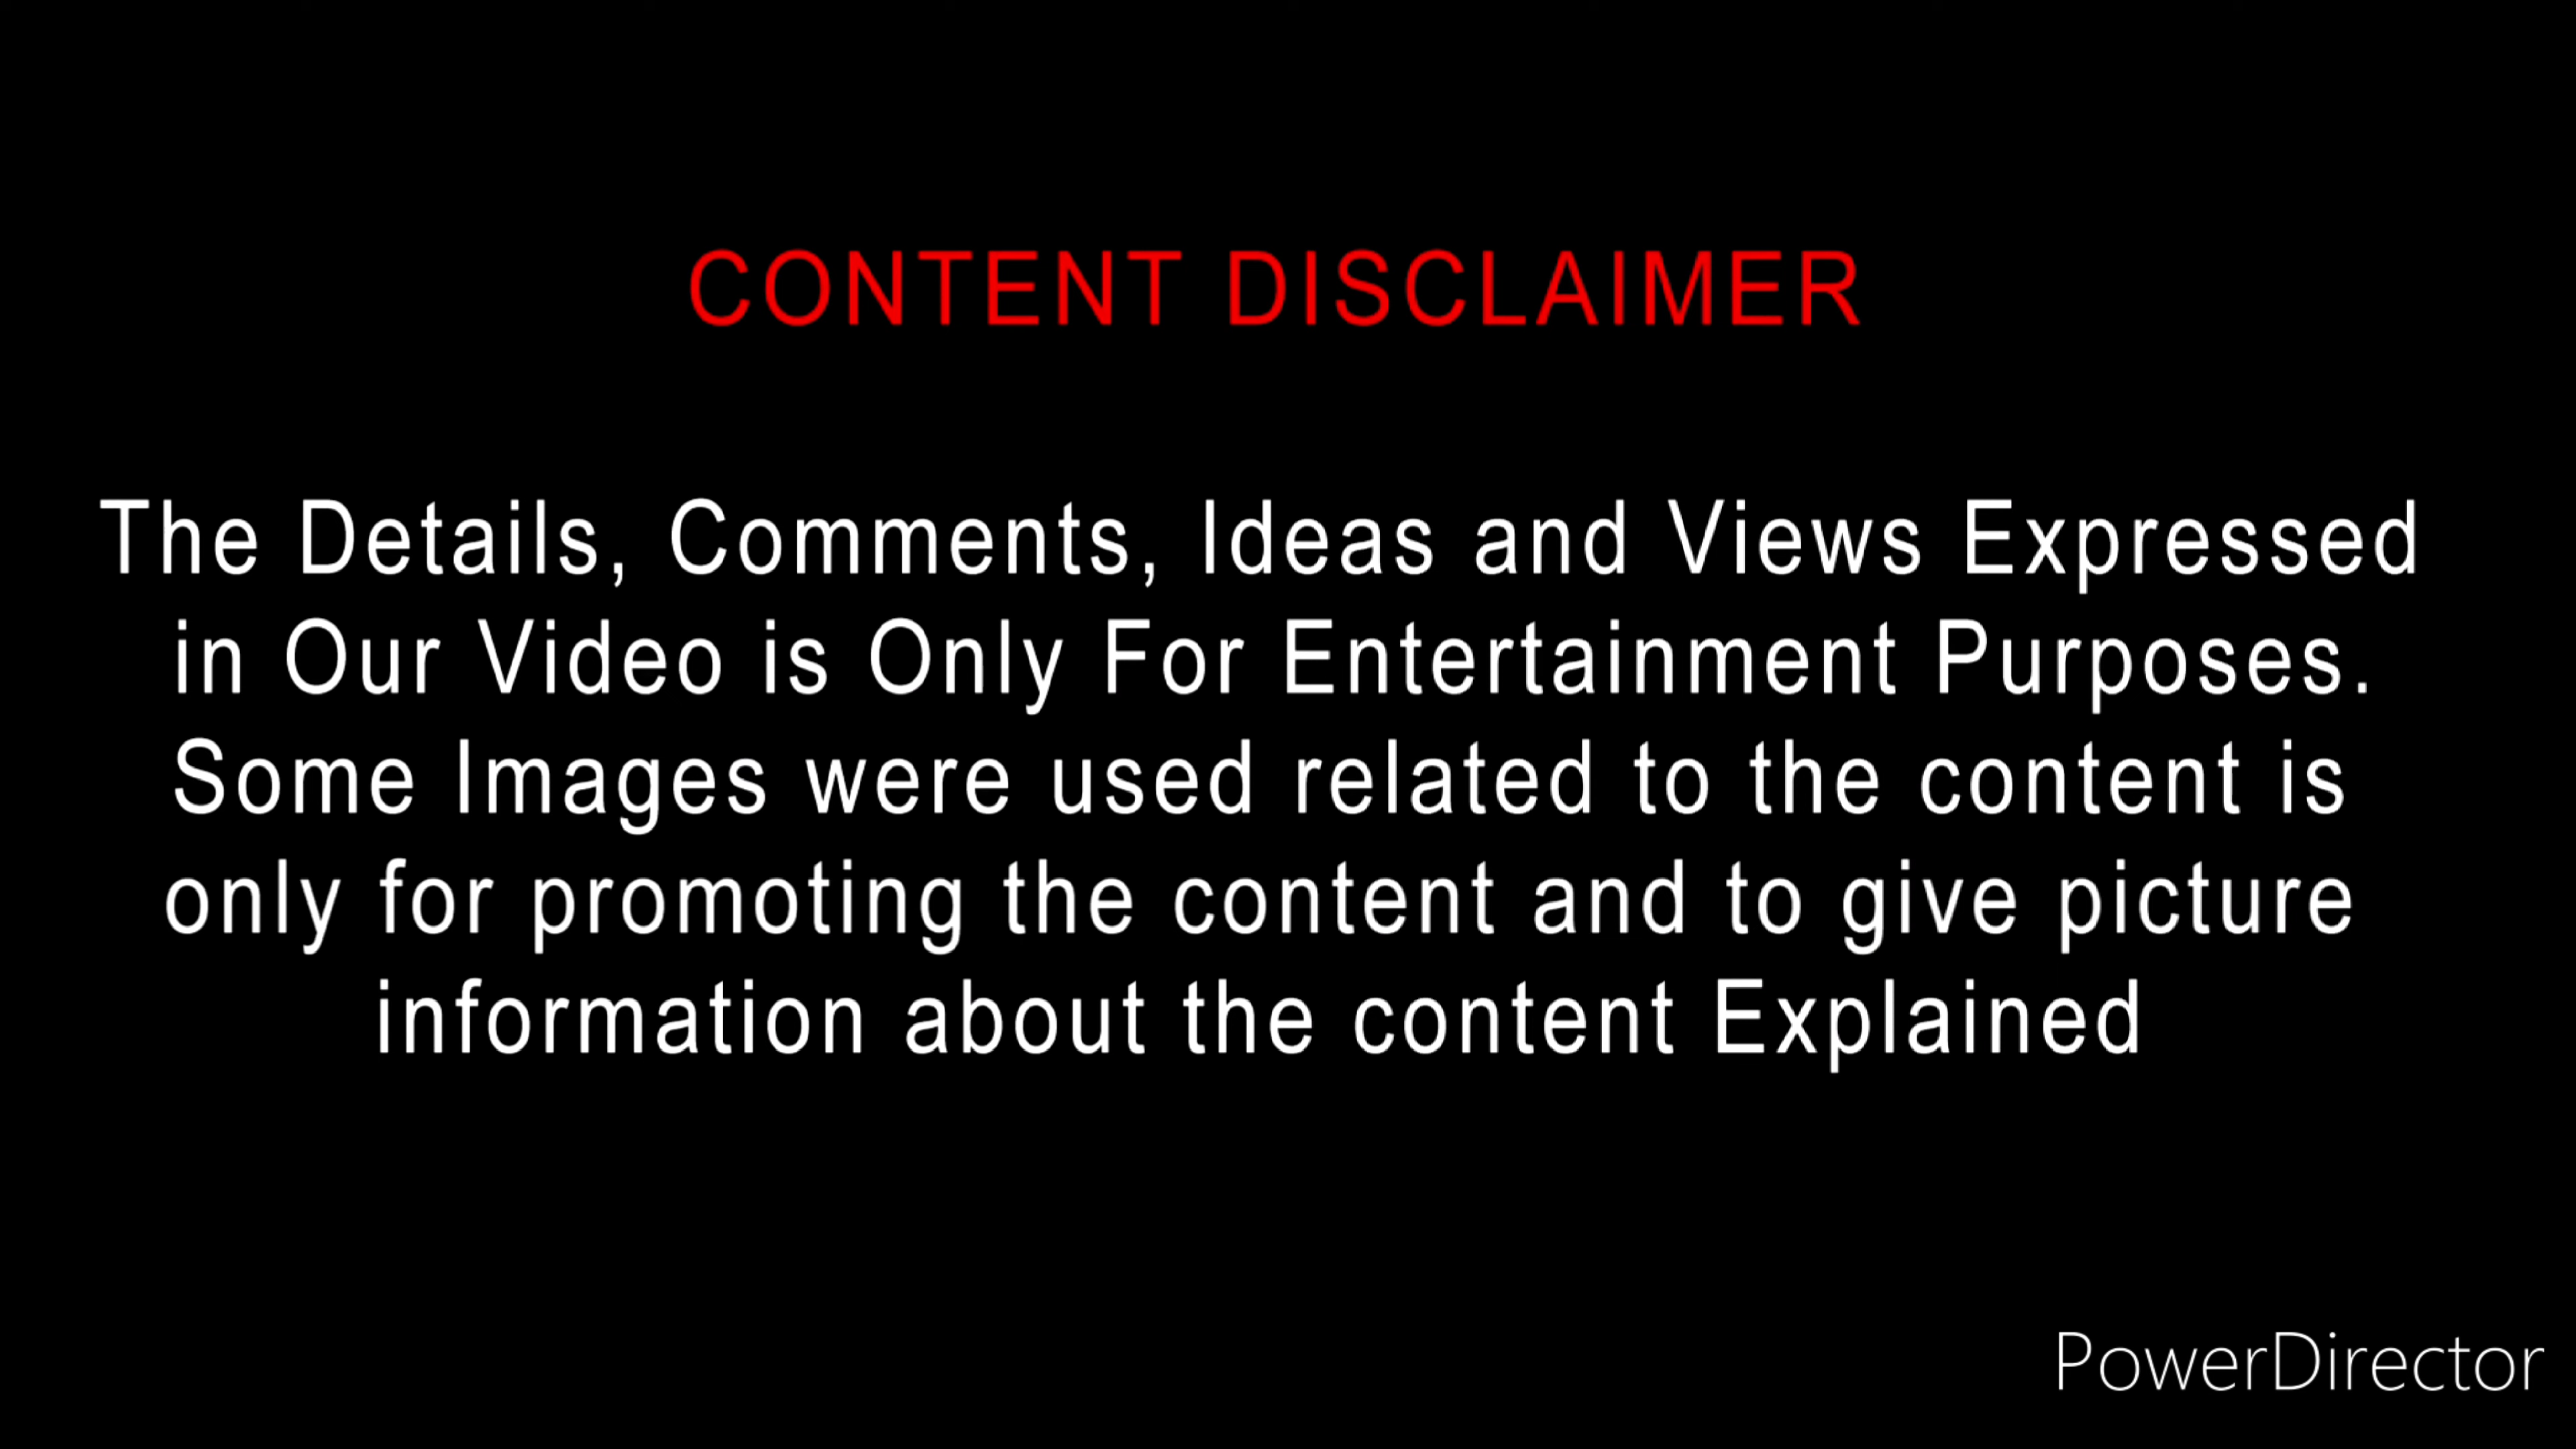 CONTENT DISCLAIMER
The Details, Comments, Ideas and Views Expressed
in Our Video is Only For Entertainment Purposes.
Some Images were used related to the content is
only for promoting the content and to give picture
information about the content Explained
PowerDirector